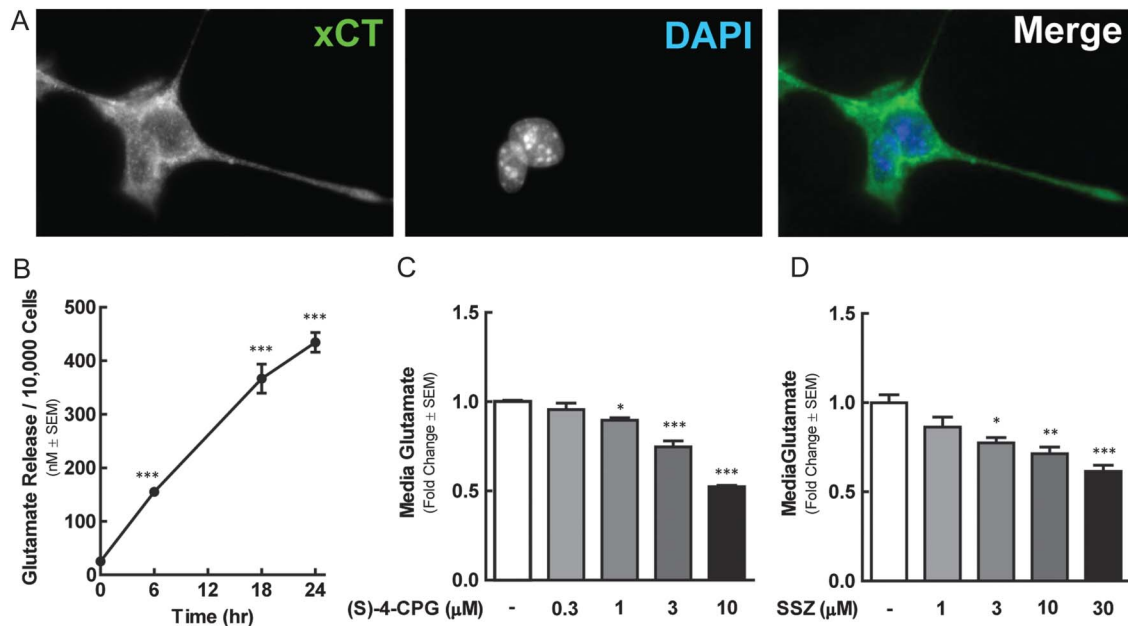 A
xCT
DAPI
Merge
B
Glutamate Release / 10,000 Cells
(nM ± SEM)
500
400
300
200
100
0
***
***
***
0 6 12 18 24
Time (hr)
C
Media Glutamate
(Fold Change ± SEM)
1.5
1.0
0.5
0.0
*
***
***
(S)-4-CPG (µM) - 0.3 1 3 10
D
MediaGlutamate
(Fold Change ± SEM)
1.5
1.0
0.5
0.0
*
**
***
SSZ (µM) - 1 3 10 30